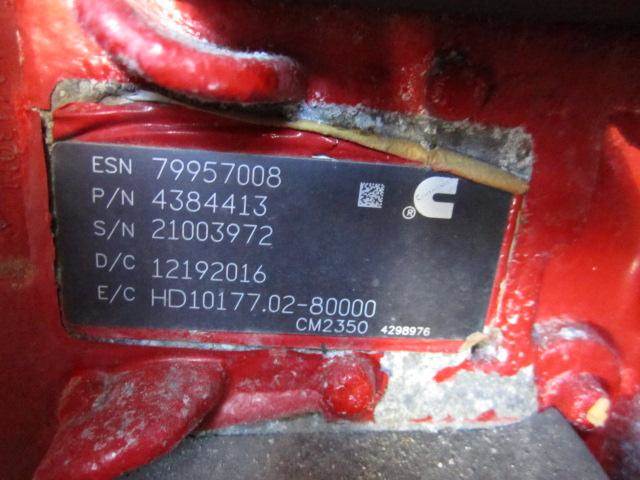 ESN 79957008
P/N 4384413
S/N 21003972
D/C 12192016
E/C HD10177.02-80000
CM2350 4298976
®